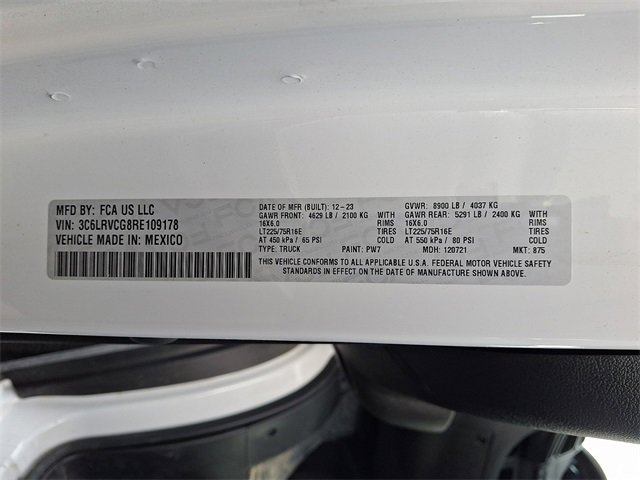 MFD BY: FCA US LLC
VIN: 3C6LRVCG8RE109178
VEHICLE MADE IN: MEXICO
DATE OF MFR (BUILT): 12-23
GAWR FRONT: 4629 LB / 2100 KG WITH
16X6.0 RIMS
LT225/75R16E TIRES
AT 450 kPa / 65 PSI COLD
TYPE: TRUCK PAINT: PW7
GVWR: 8900 LB / 4037 KG
GAWR REAR: 5291 LB / 2400 KG WITH
16X6.0 RIMS
LT225/75R16E TIRES
AT 550 kPa / 80 PSI COLD
MDH: 120721 MKT: 875
THIS VEHICLE CONFORMS TO ALL APPLICABLE U.S.A. FEDERAL MOTOR VEHICLE SAFETY
STANDARDS IN EFFECT ON THE DATE OF MANUFACTURE SHOWN ABOVE.